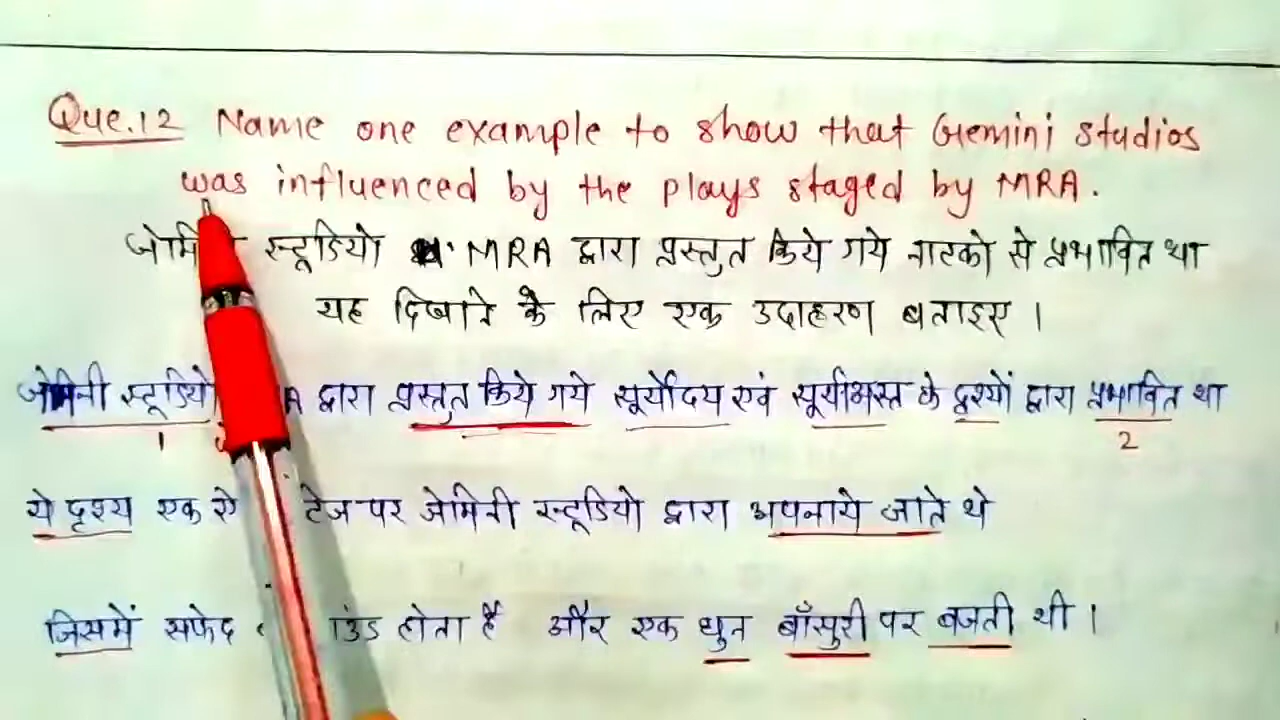 Que.12 Name one example to show that Gemini studios
was influenced by the plays staged by MRA.
स्टूडियो MRA द्वारा प्रस्तुत किये गये नाटको से प्रभावित था
यह दिखाने के लिए एक उदाहरण बताइए ।
जेमिनी स्टूडियो द्वारा प्रस्तुत किये गये सूर्योदय एवं सूर्यअस्त के दृश्यों द्वारा प्रभावित था
1 2
ये दृश्य एक पर जेमिनी स्टूडियो द्वारा अपनाये जाते थे
जिसमें सफेद होता है और एक धुन बाँसुरी पर बजती थी ।